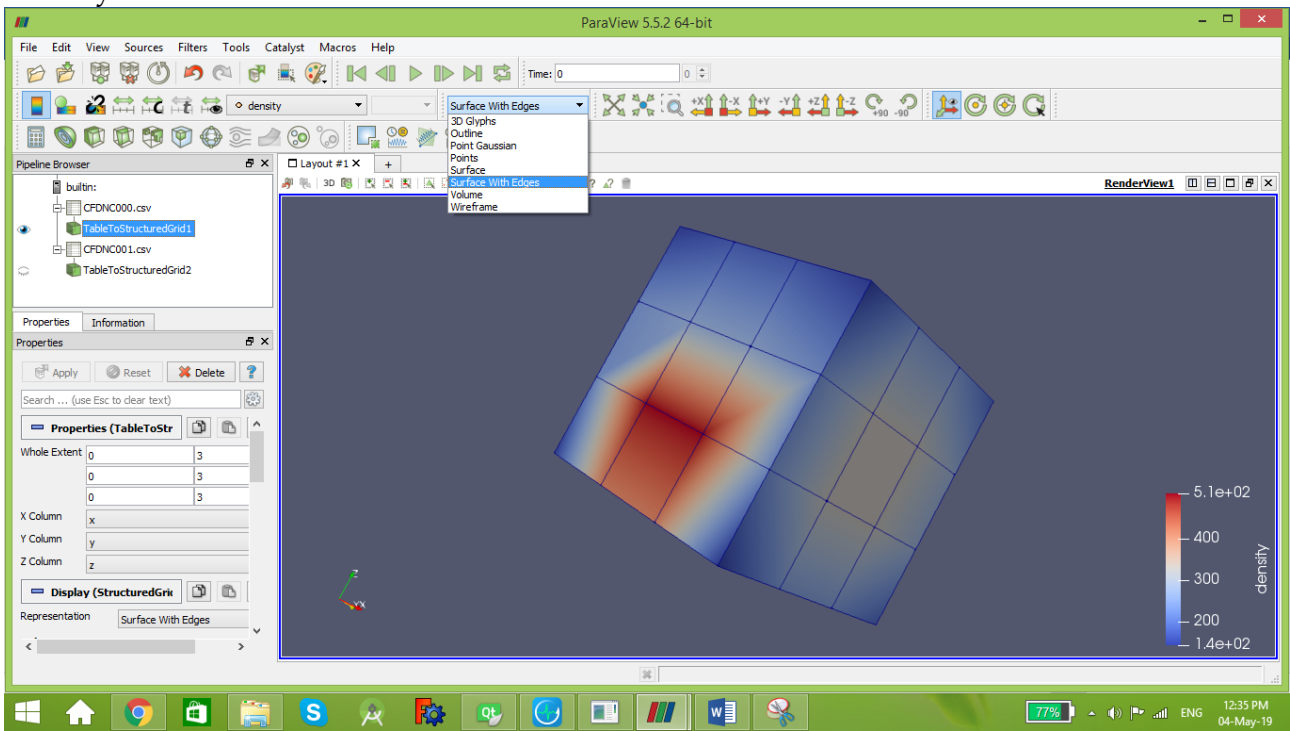 ParaView 5.5.2 64-bit
File Edit View Sources Filters Tools Catalyst Macros Help
Time: 0 0
density Surface With Edges +X -X +Y -Y +Z -Z +90 -90
3D Glyphs
Outline
Point Gaussian
Points
Surface
Surface With Edges
Volume
Wireframe
Pipeline Browser
Layout #1 +
3D
RenderView1
builtin:
CFDNC000.csv
TableToStructuredGrid1
CFDNC001.csv
TableToStructuredGrid2
Properties Information
Properties
Apply Reset Delete ?
Search ... (use Esc to clear text)
Properties (TableToStr
Whole Extent 0 3
0 3
0 3
X Column x
Y Column y
Z Column z
Display (StructuredGri
Representation Surface With Edges
Z
YX
5.1e+02
400
300
200
1.4e+02
density
77% ENG 12:35 PM
04-May-19